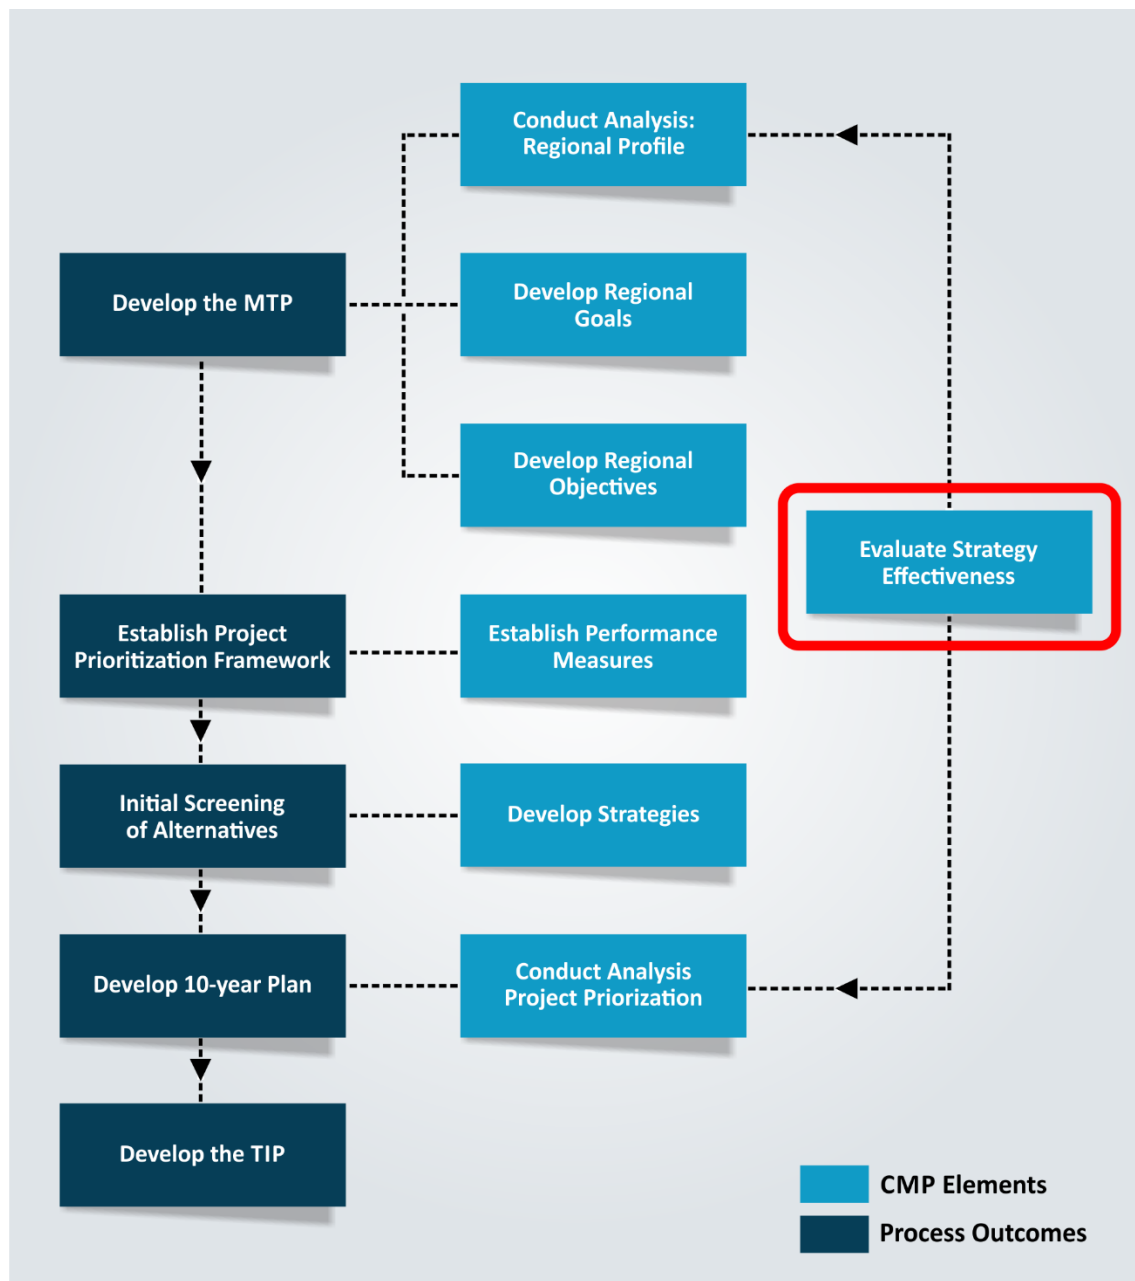 Conduct Analysis:
Regional Profile
Develop the MTP
Develop Regional
Goals
Develop Regional
Objectives
Evaluate Strategy
Effectiveness
Establish Project
Prioritization Framework
Establish Performance
Measures
Initial Screening
of Alternatives
Develop Strategies
Develop 10-year Plan
Conduct Analysis
Project Priorization
Develop the TIP
CMP Elements
Process Outcomes